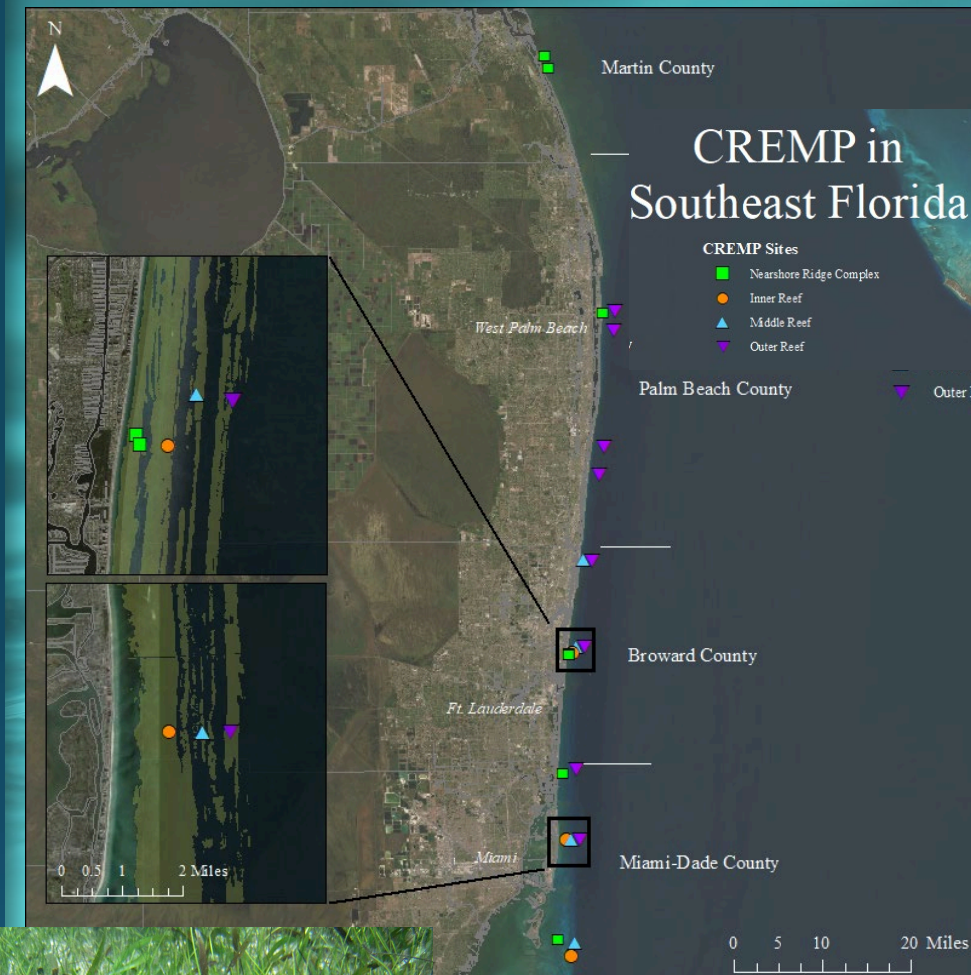 N
Martin County
CREMP in
Southeast Florida
CREMP Sites
Nearshore Ridge Complex
Inner Reef
Middle Reef
Outer Reef
West Palm Beach
Palm Beach County
Outer
Broward County
Ft. Lauderdale
Miami
Miami-Dade County
0 0.5 1 2 Miles
0 5 10 20 Miles